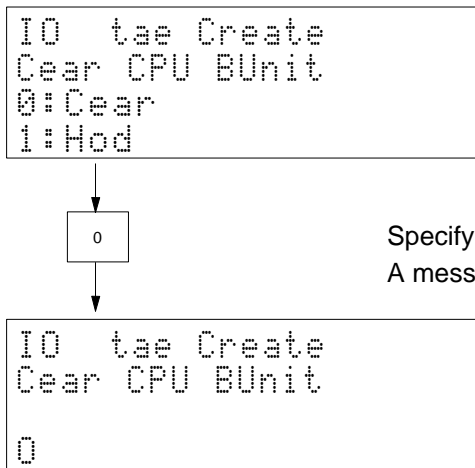 IO  tae Create
Cear CPU BUnit
0:Cear
1:Hod
0
Specify
A mess
IO  tae Create
Cear CPU BUnit
O